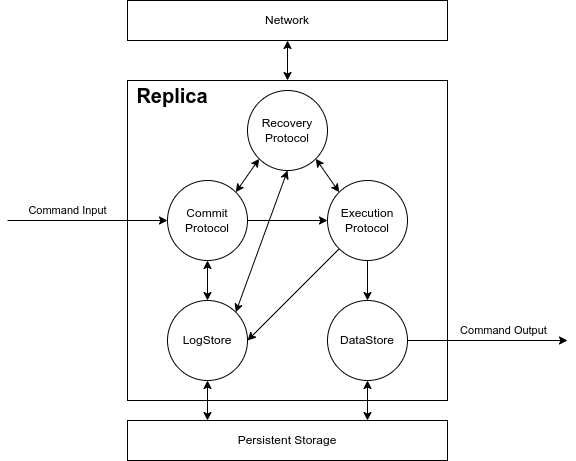 Network
Replica
Recovery
Protocol
Command Input
Commit
Protocol
Execution
Protocol
LogStore
DataStore
Command Output
Persistent Storage